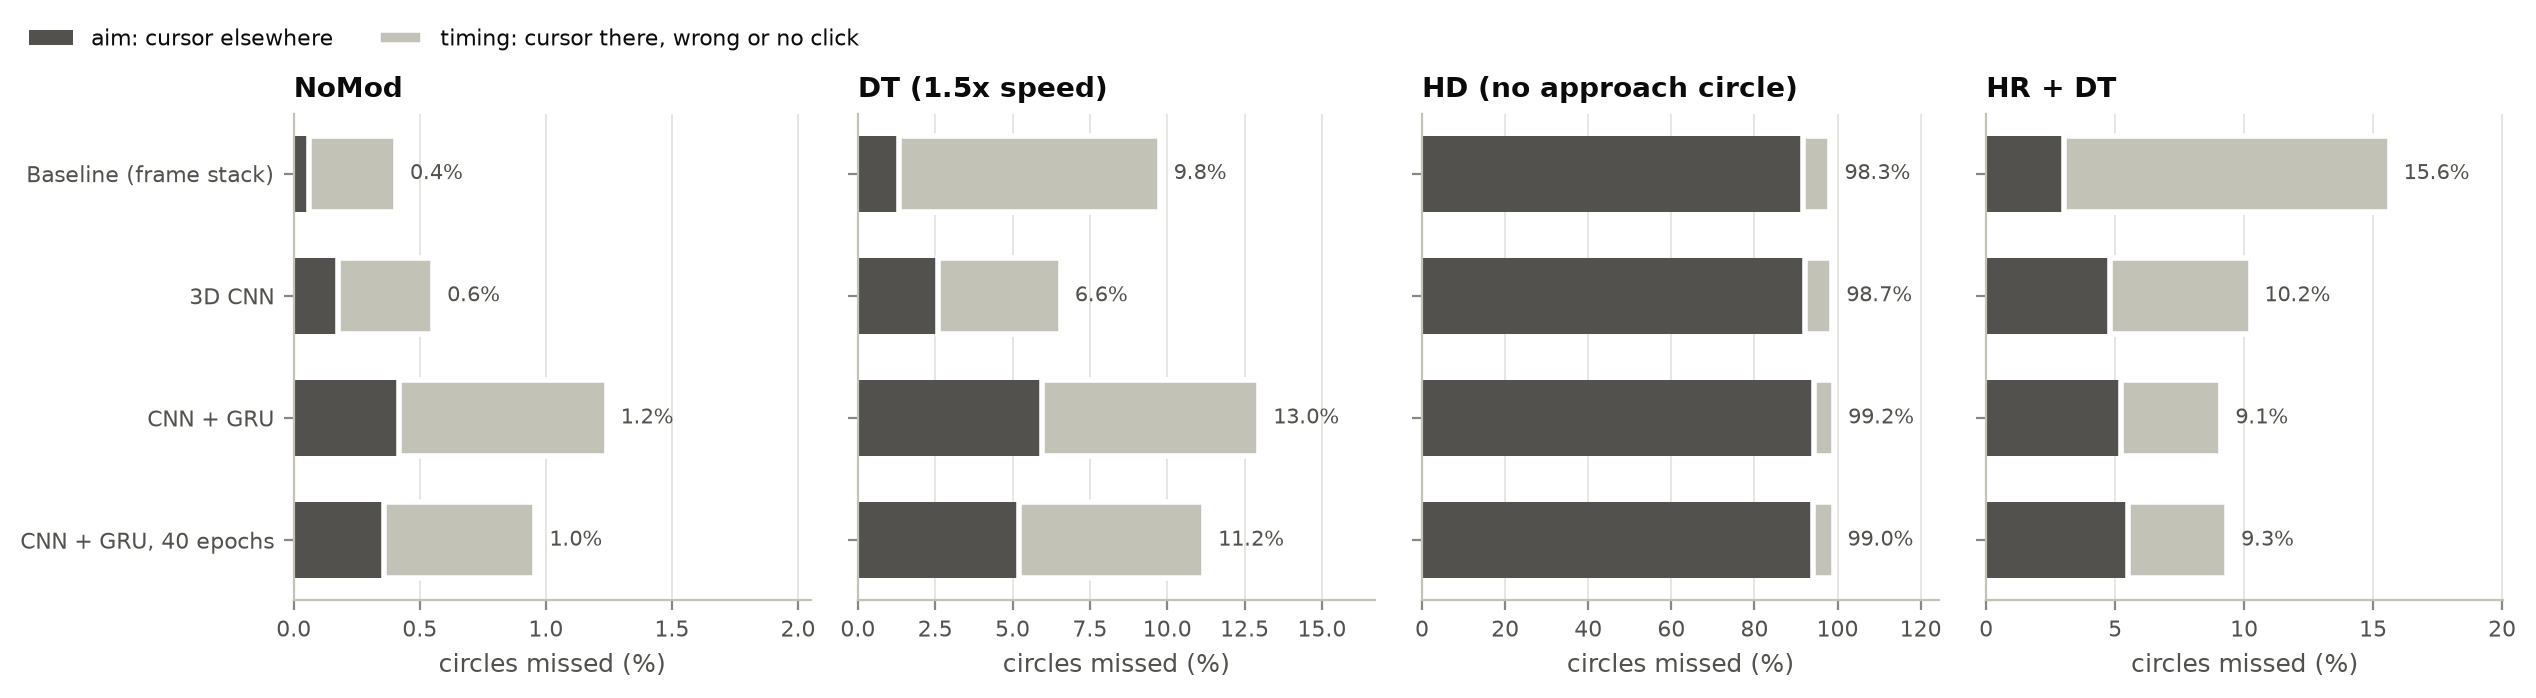 aim: cursor elsewhere
timing: cursor there, wrong or no click
NoMod
DT (1.5x speed)
HD (no approach circle)
HR + DT
Baseline (frame stack)
0.4%
9.8%
98.3%
15.6%
3D CNN
0.6%
6.6%
98.7%
10.2%
CNN + GRU
1.2%
13.0%
99.2%
9.1%
CNN + GRU, 40 epochs
1.0%
11.2%
99.0%
9.3%
0.0 0.5 1.0 1.5 2.0
0.0 2.5 5.0 7.5 10.0 12.5 15.0
0 20 40 60 80 100 120
0 5 10 15 20
circles missed (%)
circles missed (%)
circles missed (%)
circles missed (%)